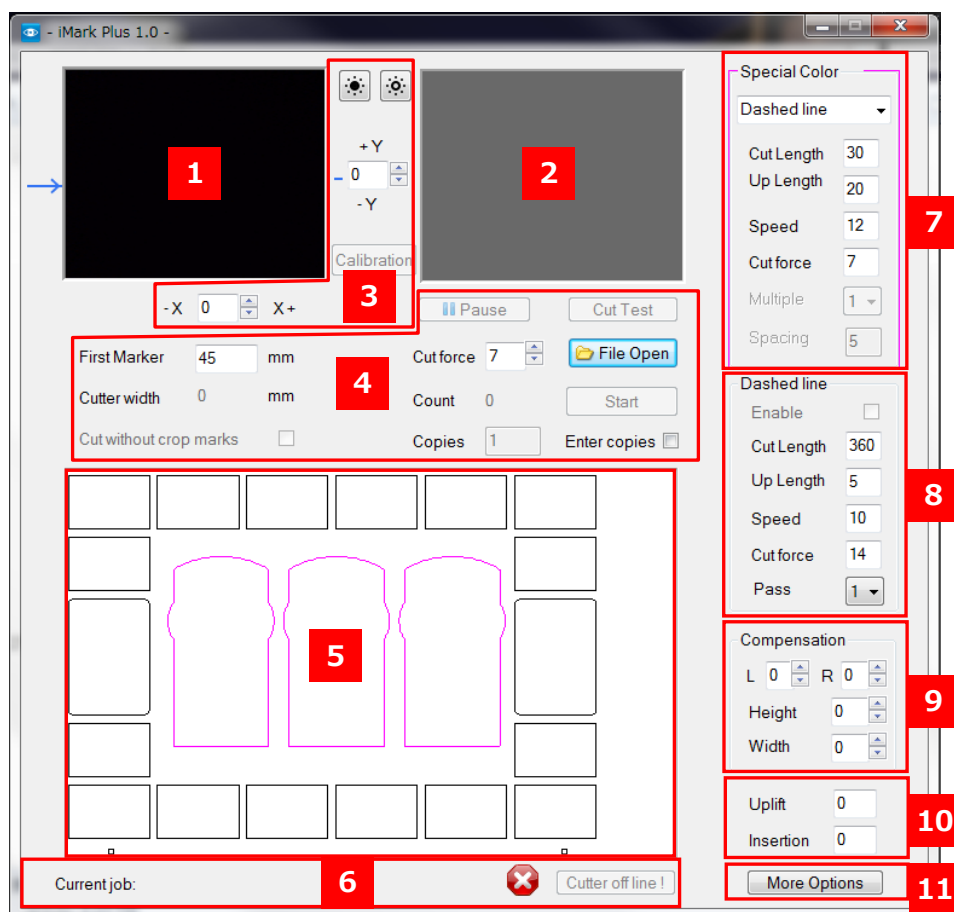 - iMark Plus 1.0 -
1
+ Y
0
- Y
Calibration
2
3
- X 0 X +
Pause Cut Test
First Marker 45 mm
4
Cut force 7 File Open
Cutter width 0 mm
Count 0 Start
Cut without crop marks
Copies 1 Enter copies
5
Current job:
6
Cutter off line !
Special Color
Dashed line
Cut Length 30
Up Length 20
Speed 12
Cut force 7
Multiple 1
Spacing 5
7
Dashed line
Enable
Cut Length 360
Up Length 5
Speed 10
Cut force 14
Pass 1
8
Compensation
L 0 R 0
Height 0
Width 0
9
Uplift 0
Insertion 0
10
More Options
11